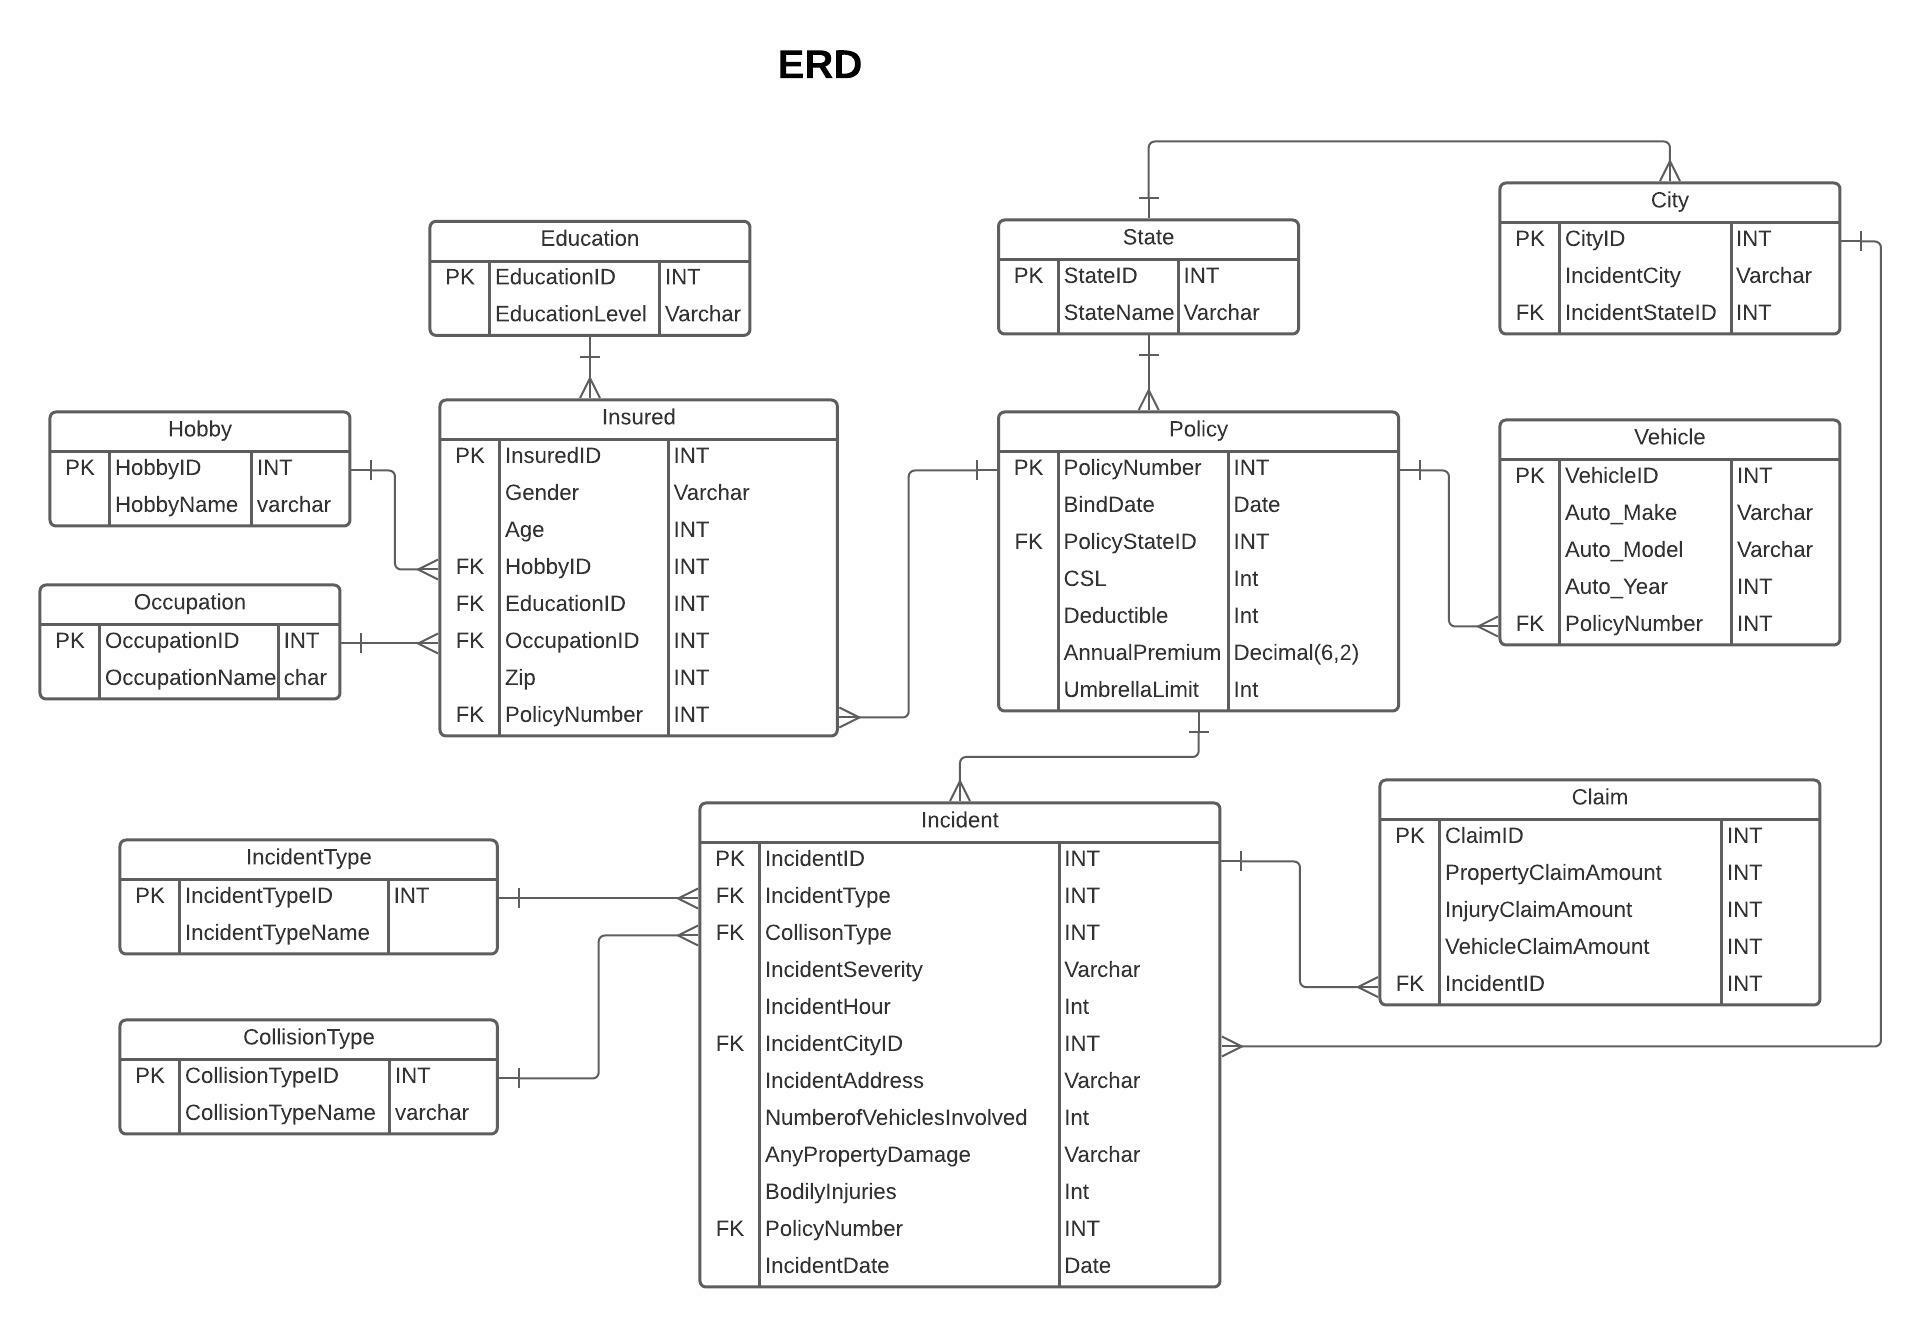 ERD
Education
PK EducationID INT
EducationLevel Varchar
State
PK StateID INT
StateName Varchar
City
PK CityID INT
IncidentCity Varchar
FK IncidentStateID INT
Hobby
PK HobbyID INT
HobbyName varchar
Occupation
PK OccupationID INT
OccupationName char
Insured
PK InsuredID INT
Gender Varchar
Age INT
FK HobbyID INT
FK EducationID INT
FK OccupationID INT
Zip INT
FK PolicyNumber INT
Policy
PK PolicyNumber INT
BindDate Date
FK PolicyStateID INT
CSL Int
Deductible Int
AnnualPremium Decimal(6,2)
UmbrellaLimit Int
Vehicle
PK VehicleID INT
Auto_Make Varchar
Auto_Model Varchar
Auto_Year INT
FK PolicyNumber INT
IncidentType
PK IncidentTypeID INT
IncidentTypeName
CollisionType
PK CollisionTypeID INT
CollisionTypeName varchar
Incident
PK IncidentID INT
FK IncidentType INT
FK CollisonType INT
IncidentSeverity Varchar
IncidentHour Int
FK IncidentCityID INT
IncidentAddress Varchar
NumberofVehiclesInvolved Int
AnyPropertyDamage Varchar
BodilyInjuries Int
FK PolicyNumber INT
IncidentDate Date
Claim
PK ClaimID INT
PropertyClaimAmount INT
InjuryClaimAmount INT
VehicleClaimAmount INT
FK IncidentID INT